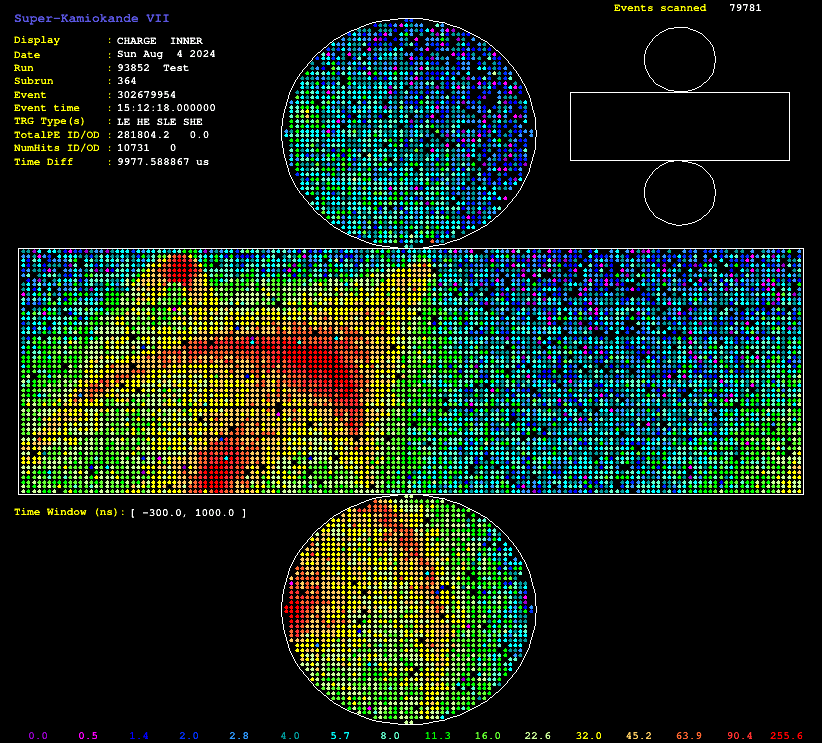 Super-Kamiokande VII
Events scanned 79781
Display : CHARGE INNER
Date : Sun Aug 4 2024
Run : 93852 Test
Subrun : 364
Event : 302679954
Event time : 15:12:18.000000
TRG Type(s) : LE HE SLE SHE
TotalPE ID/OD : 281804.2 0.0
NumHits ID/OD : 10731 0
Time Diff : 9977.588867 us
Time Window (ns): [ -300.0, 1000.0 ]
0.0 0.5 1.4 2.0 2.8 4.0 5.7 8.0 11.3 16.0 22.6 32.0 45.2 63.9 90.4 255.6